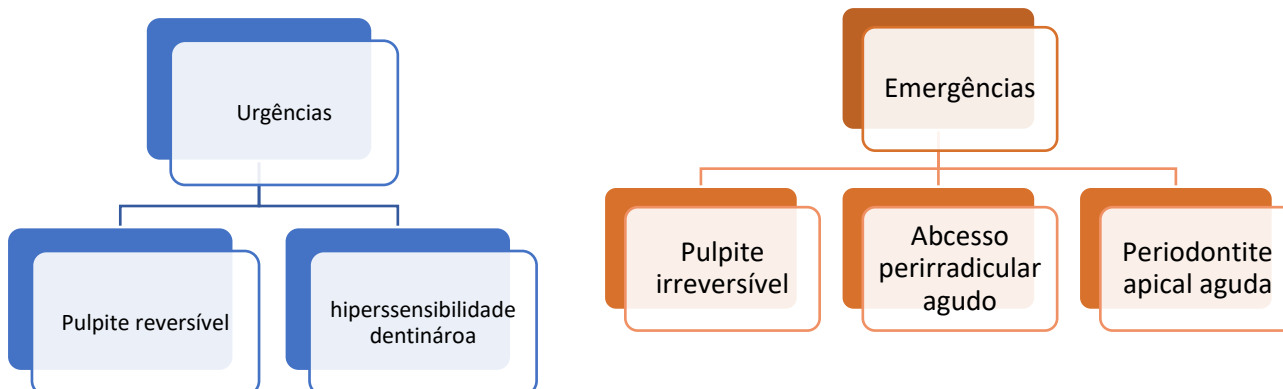 Urgências
Pulpite reversível
hiperssensibilidade
dentinároa
Emergências
Pulpite
irreversível
Abcesso
perirradicular
agudo
Periodontite
apical aguda